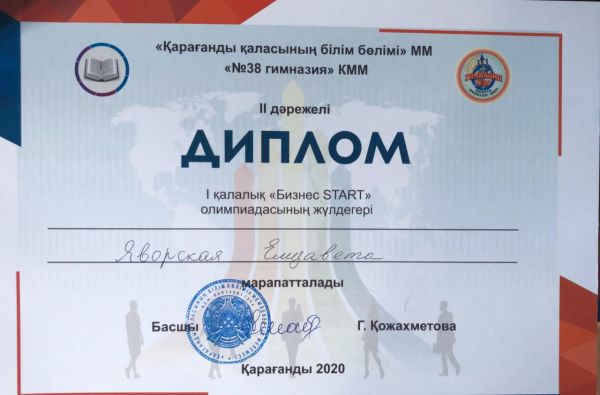 «Қарағанды қаласының білім бөлімі» ММ
«№38 гимназия» КММ
II дәрежелі
ДИПЛОМ
I қалалық «Бизнес START»
олимпиадасының жүлдегері
Яворская Елизавета
марапатталады
Басшы Г. Қожахметова
Қарағанды 2020